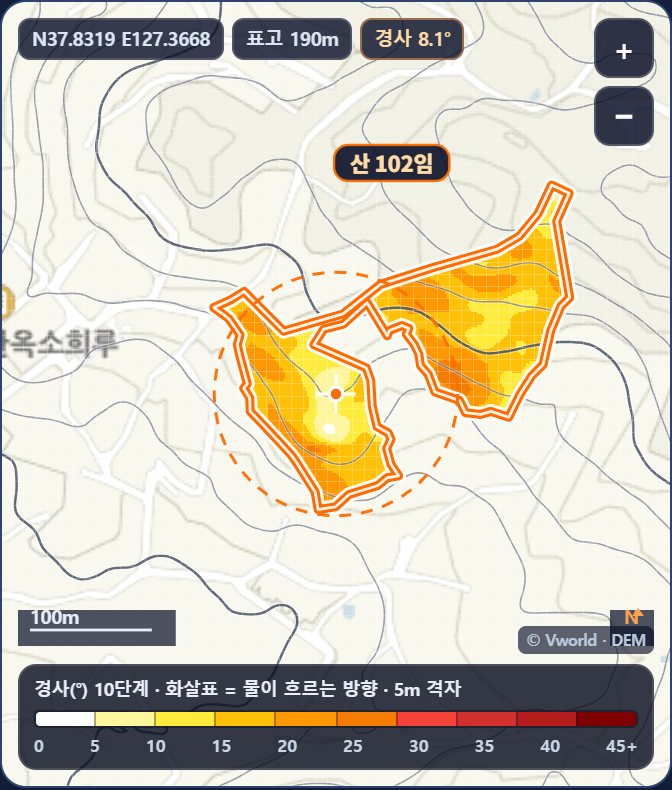 N37.8319 E127.3668
표고 190m
경사 8.1°
+
−
산 102임
옥소희루
100m
N
© Vworld · DEM
경사(°) 10단계 · 화살표 = 물이 흐르는 방향 · 5m 격자
0 5 10 15 20 25 30 35 40 45+